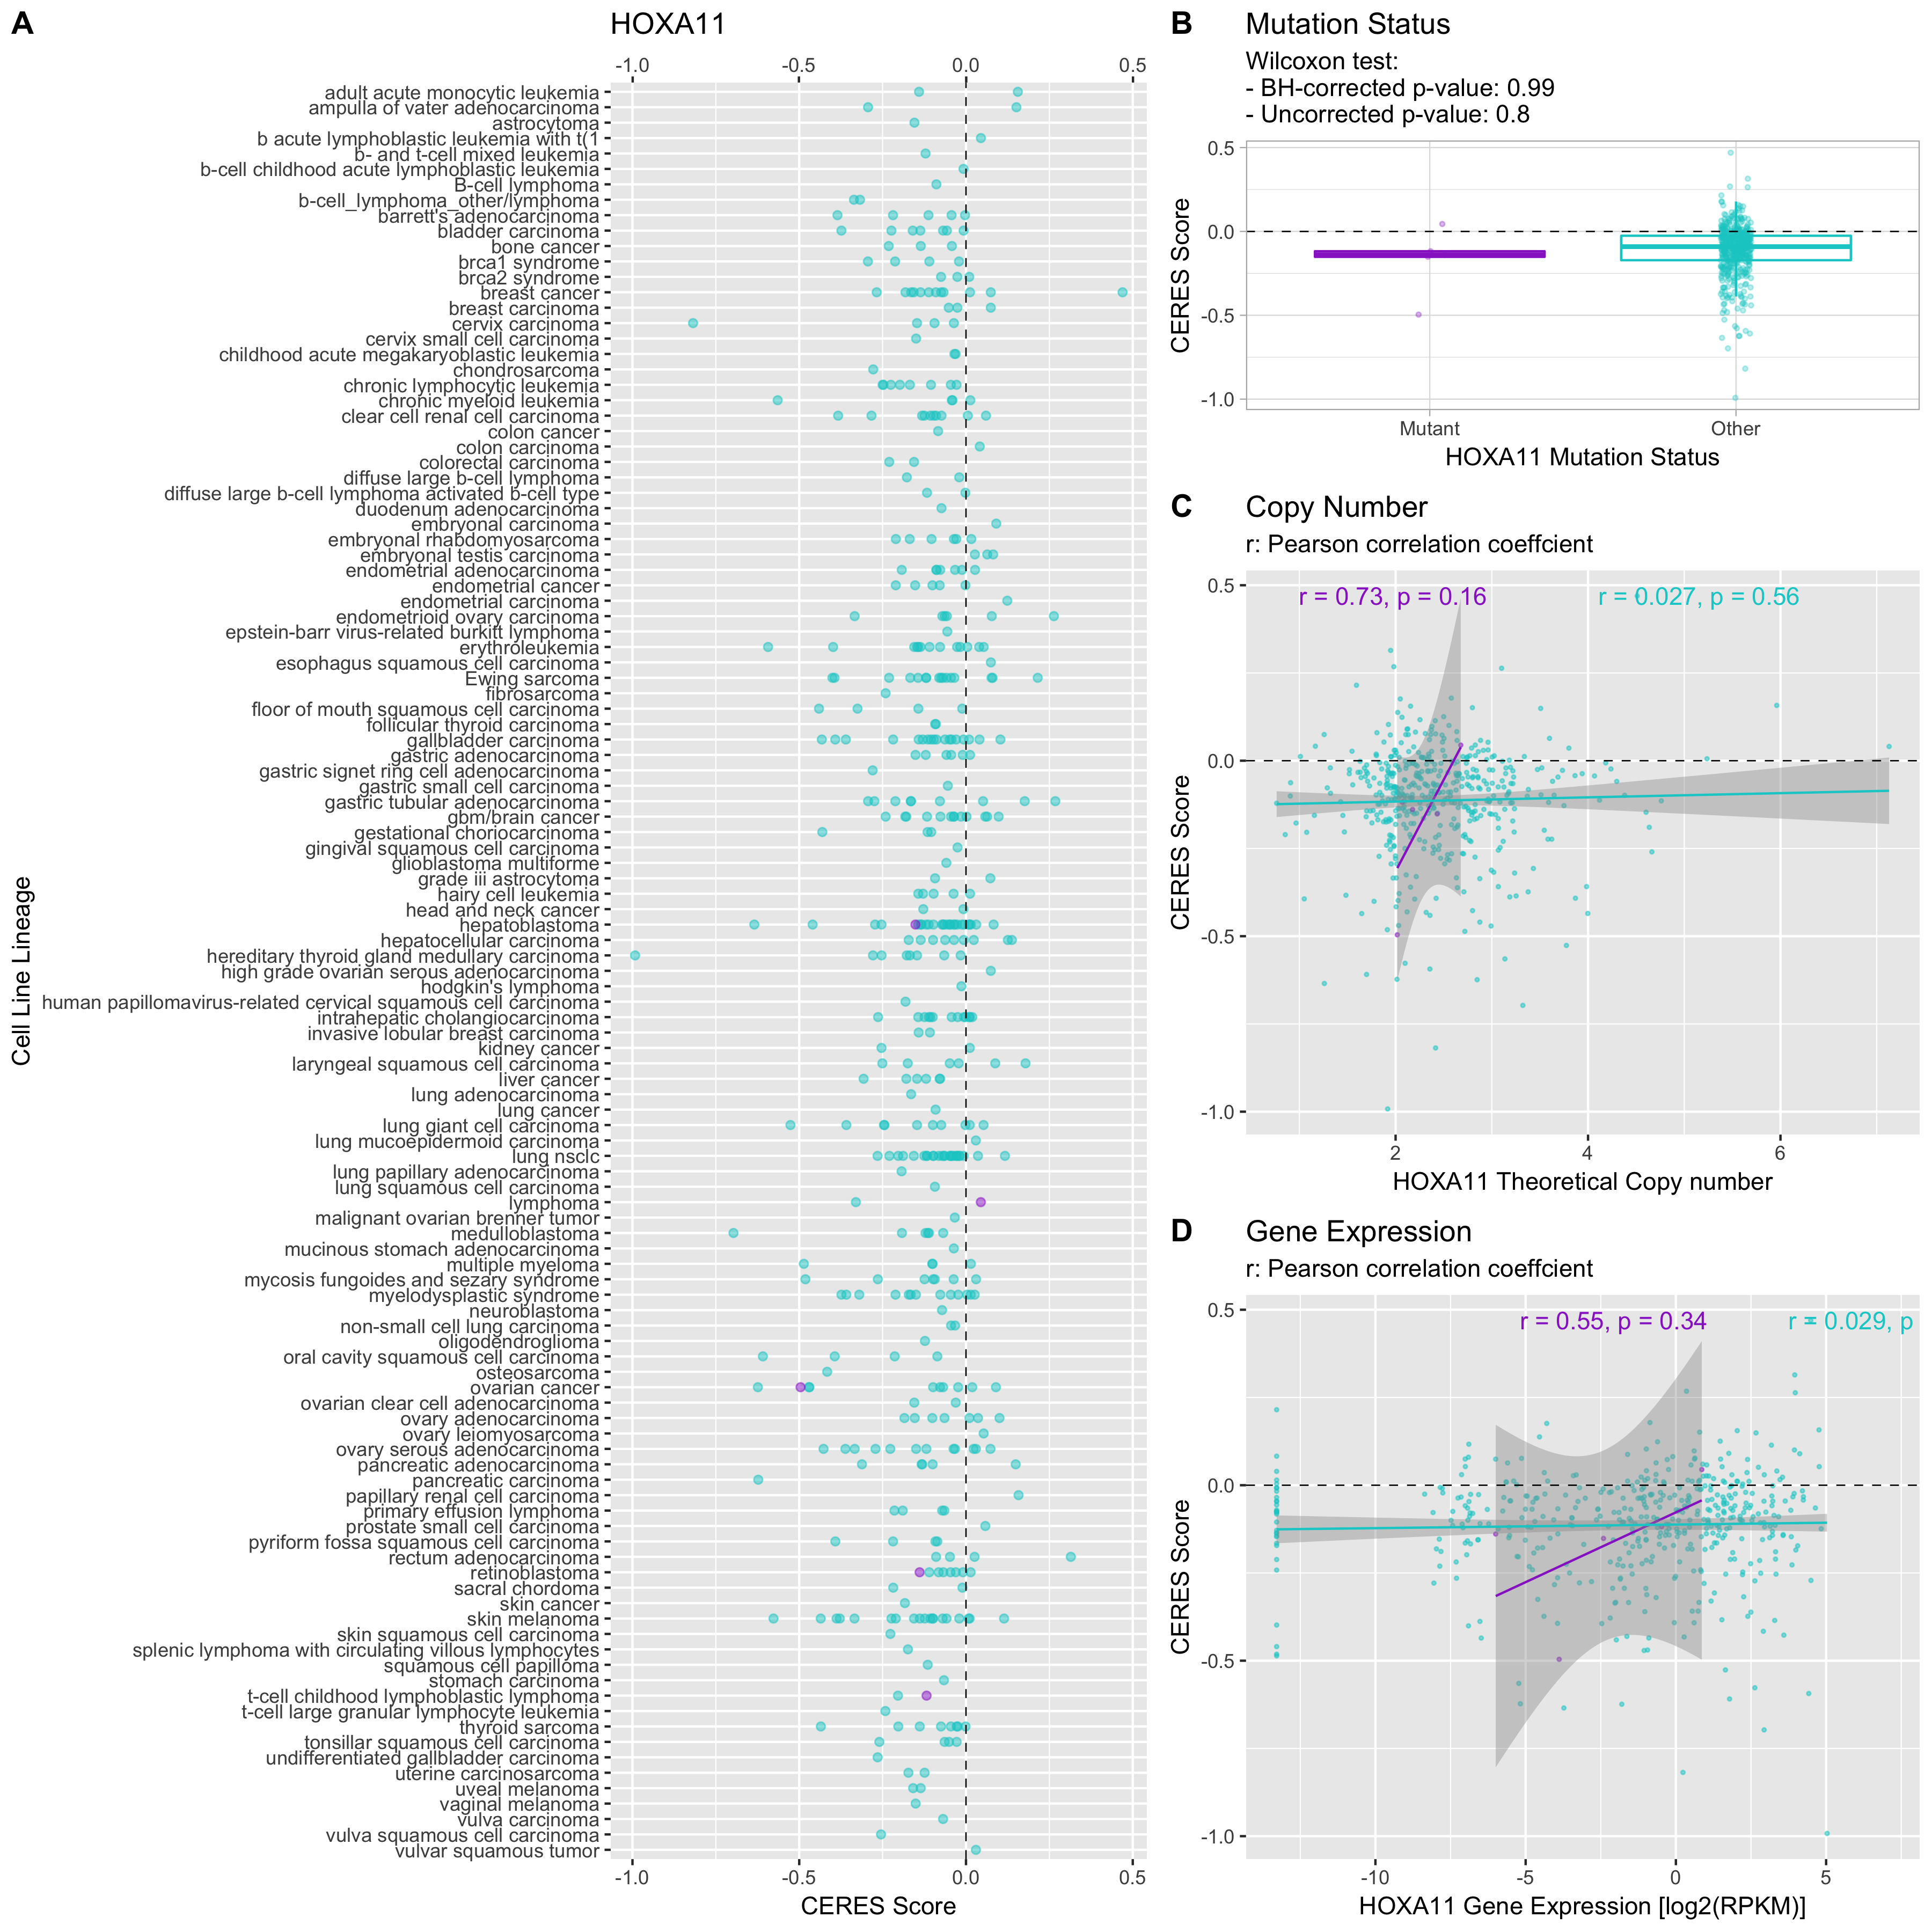 A
HOXA11
-1.0 -0.5 0.0 0.5
Cell Line Lineage
adult acute monocytic leukemia
ampulla of vater adenocarcinoma
astrocytoma
b acute lymphoblastic leukemia with t(1
b- and t-cell mixed leukemia
b-cell childhood acute lymphoblastic leukemia
B-cell lymphoma
b-cell_lymphoma_other/lymphoma
barrett's adenocarcinoma
bladder carcinoma
bone cancer
brca1 syndrome
brca2 syndrome
breast cancer
breast carcinoma
cervix carcinoma
cervix small cell carcinoma
childhood acute megakaryoblastic leukemia
chondrosarcoma
chronic lymphocytic leukemia
chronic myeloid leukemia
clear cell renal cell carcinoma
colon cancer
colon carcinoma
colorectal carcinoma
diffuse large b-cell lymphoma
diffuse large b-cell lymphoma activated b-cell type
duodenum adenocarcinoma
embryonal carcinoma
embryonal rhabdomyosarcoma
embryonal testis carcinoma
endometrial adenocarcinoma
endometrial cancer
endometrial carcinoma
endometrioid ovary carcinoma
epstein-barr virus-related burkitt lymphoma
erythroleukemia
esophagus squamous cell carcinoma
Ewing sarcoma
fibrosarcoma
floor of mouth squamous cell carcinoma
follicular thyroid carcinoma
gallbladder carcinoma
gastric adenocarcinoma
gastric signet ring cell adenocarcinoma
gastric small cell carcinoma
gastric tubular adenocarcinoma
gbm/brain cancer
gestational choriocarcinoma
gingival squamous cell carcinoma
glioblastoma multiforme
grade iii astrocytoma
hairy cell leukemia
head and neck cancer
hepatoblastoma
hepatocellular carcinoma
hereditary thyroid gland medullary carcinoma
high grade ovarian serous adenocarcinoma
hodgkin's lymphoma
human papillomavirus-related cervical squamous cell carcinoma
intrahepatic cholangiocarcinoma
invasive lobular breast carcinoma
kidney cancer
laryngeal squamous cell carcinoma
liver cancer
lung adenocarcinoma
lung cancer
lung giant cell carcinoma
lung mucoepidermoid carcinoma
lung nsclc
lung papillary adenocarcinoma
lung squamous cell carcinoma
lymphoma
malignant ovarian brenner tumor
medulloblastoma
mucinous stomach adenocarcinoma
multiple myeloma
mycosis fungoides and sezary syndrome
myelodysplastic syndrome
neuroblastoma
non-small cell lung carcinoma
oligodendroglioma
oral cavity squamous cell carcinoma
osteosarcoma
ovarian cancer
ovarian clear cell adenocarcinoma
ovary adenocarcinoma
ovary leiomyosarcoma
ovary serous adenocarcinoma
pancreatic adenocarcinoma
pancreatic carcinoma
papillary renal cell carcinoma
primary effusion lymphoma
prostate small cell carcinoma
pyriform fossa squamous cell carcinoma
rectum adenocarcinoma
retinoblastoma
sacral chordoma
skin cancer
skin melanoma
skin squamous cell carcinoma
splenic lymphoma with circulating villous lymphocytes
squamous cell papilloma
stomach carcinoma
t-cell childhood lymphoblastic lymphoma
t-cell large granular lymphocyte leukemia
thyroid sarcoma
tonsillar squamous cell carcinoma
undifferentiated gallbladder carcinoma
uterine carcinosarcoma
uveal melanoma
vaginal melanoma
vulva carcinoma
vulva squamous cell carcinoma
vulvar squamous tumor
-1.0 -0.5 0.0 0.5
CERES Score
B
Mutation Status
Wilcoxon test:
- BH-corrected p-value: 0.99
- Uncorrected p-value: 0.8
CERES Score
0.5
0.0
-0.5
-1.0
Mutant Other
HOXA11 Mutation Status
C
Copy Number
r: Pearson correlation coeffcient
r = 0.73, p = 0.16 r = 0.027, p = 0.56
CERES Score
0.5
0.0
-0.5
-1.0
2 4 6
HOXA11 Theoretical Copy number
D
Gene Expression
r: Pearson correlation coeffcient
r = 0.55, p = 0.34 r = 0.029, p
CERES Score
0.5
0.0
-0.5
-1.0
-10 -5 0 5
HOXA11 Gene Expression [log2(RPKM)]